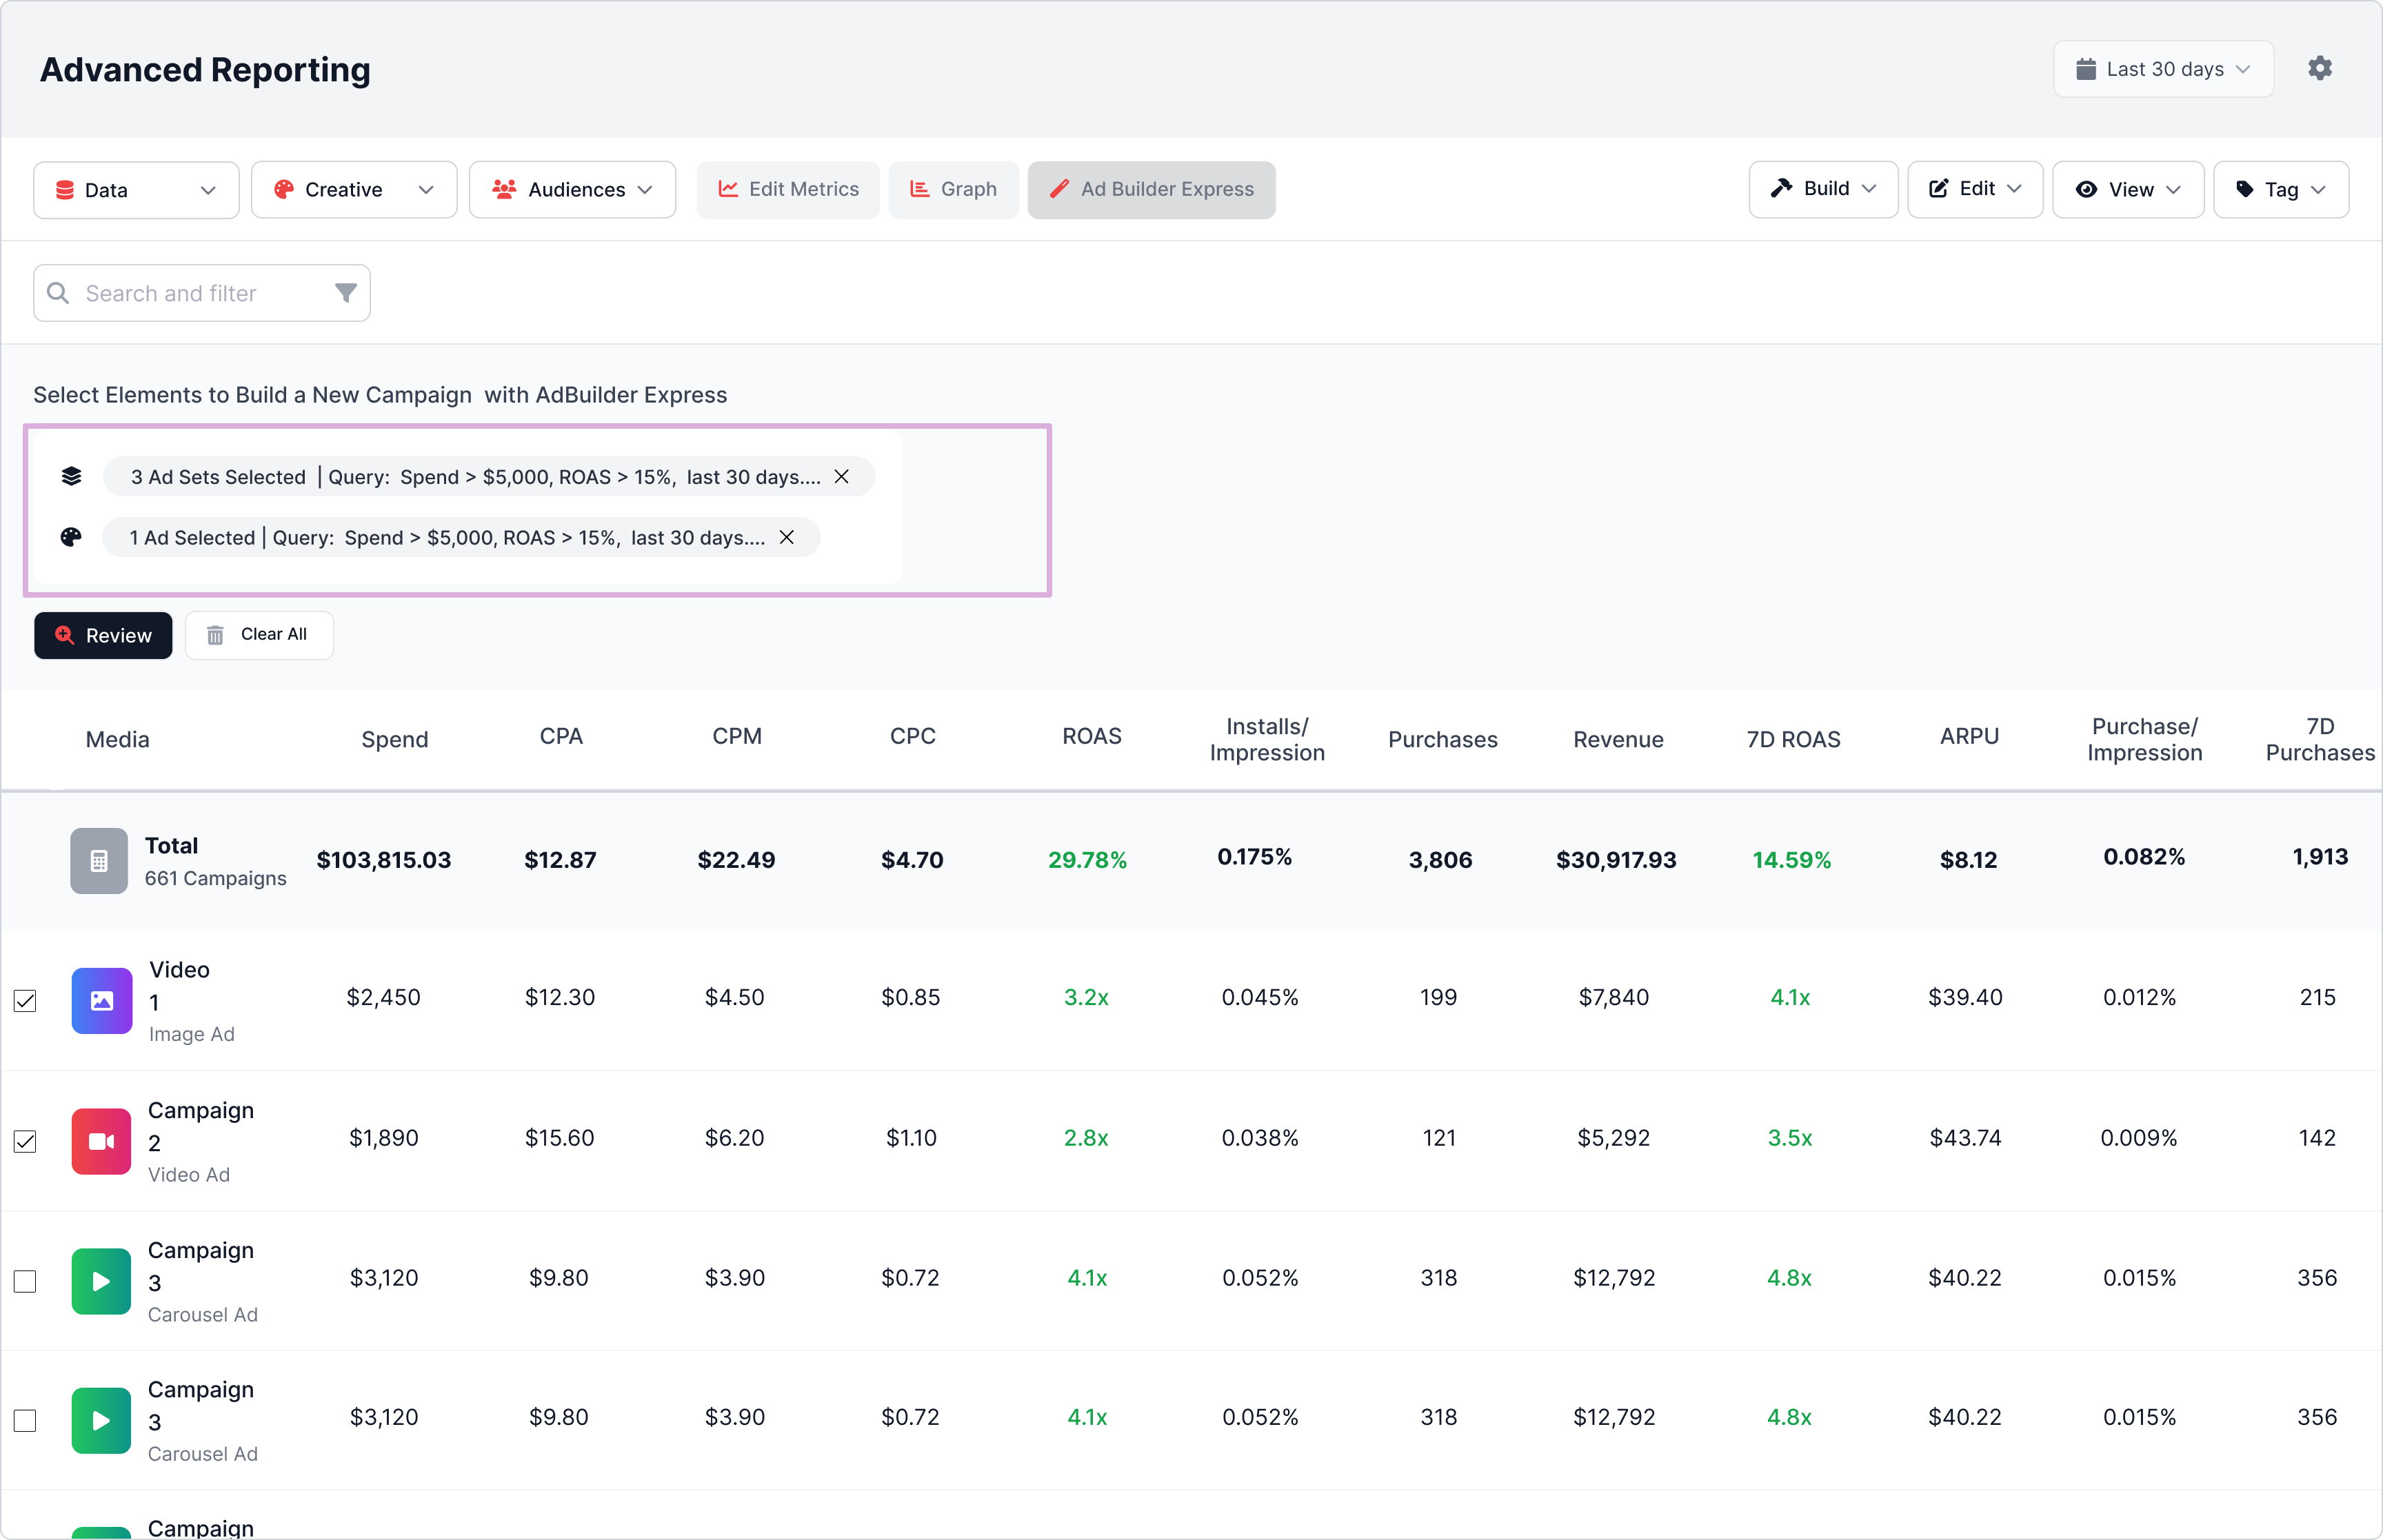 Advanced Reporting
Last 30 days
Data
Creative
Audiences
Edit Metrics
Graph
Ad Builder Express
Build
Edit
View
Tag
Search and filter
Select Elements to Build a New Campaign  with AdBuilder Express
3 Ad Sets Selected  | Query:  Spend > $5,000, ROAS > 15%,  last 30 days....
1 Ad Selected | Query:  Spend > $5,000, ROAS > 15%,  last 30 days....
Review
Clear All
Media
Spend
CPA
CPM
CPC
ROAS
Installs/
Impression
Purchases
Revenue
7D ROAS
ARPU
Purchase/
Impression
7D
Purchases
Total
661 Campaigns
$103,815.03
$12.87
$22.49
$4.70
29.78%
0.175%
3,806
$30,917.93
14.59%
$8.12
0.082%
1,913
Video
1
Image Ad
$2,450
$12.30
$4.50
$0.85
3.2x
0.045%
199
$7,840
4.1x
$39.40
0.012%
215
Campaign
2
Video Ad
$1,890
$15.60
$6.20
$1.10
2.8x
0.038%
121
$5,292
3.5x
$43.74
0.009%
142
Campaign
3
Carousel Ad
$3,120
$9.80
$3.90
$0.72
4.1x
0.052%
318
$12,792
4.8x
$40.22
0.015%
356
Campaign
3
Carousel Ad
$3,120
$9.80
$3.90
$0.72
4.1x
0.052%
318
$12,792
4.8x
$40.22
0.015%
356
Campaign